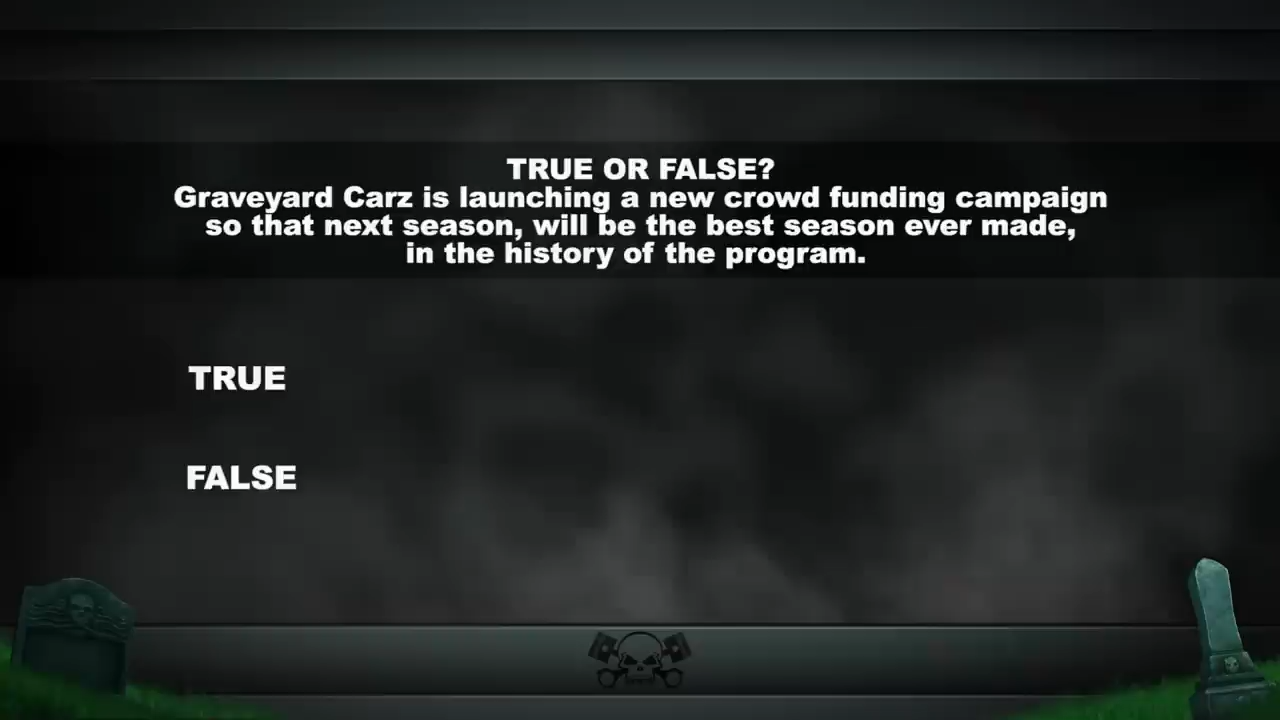 TRUE OR FALSE?
Graveyard Carz is launching a new crowd funding campaign
so that next season, will be the best season ever made,
in the history of the program.
TRUE
FALSE